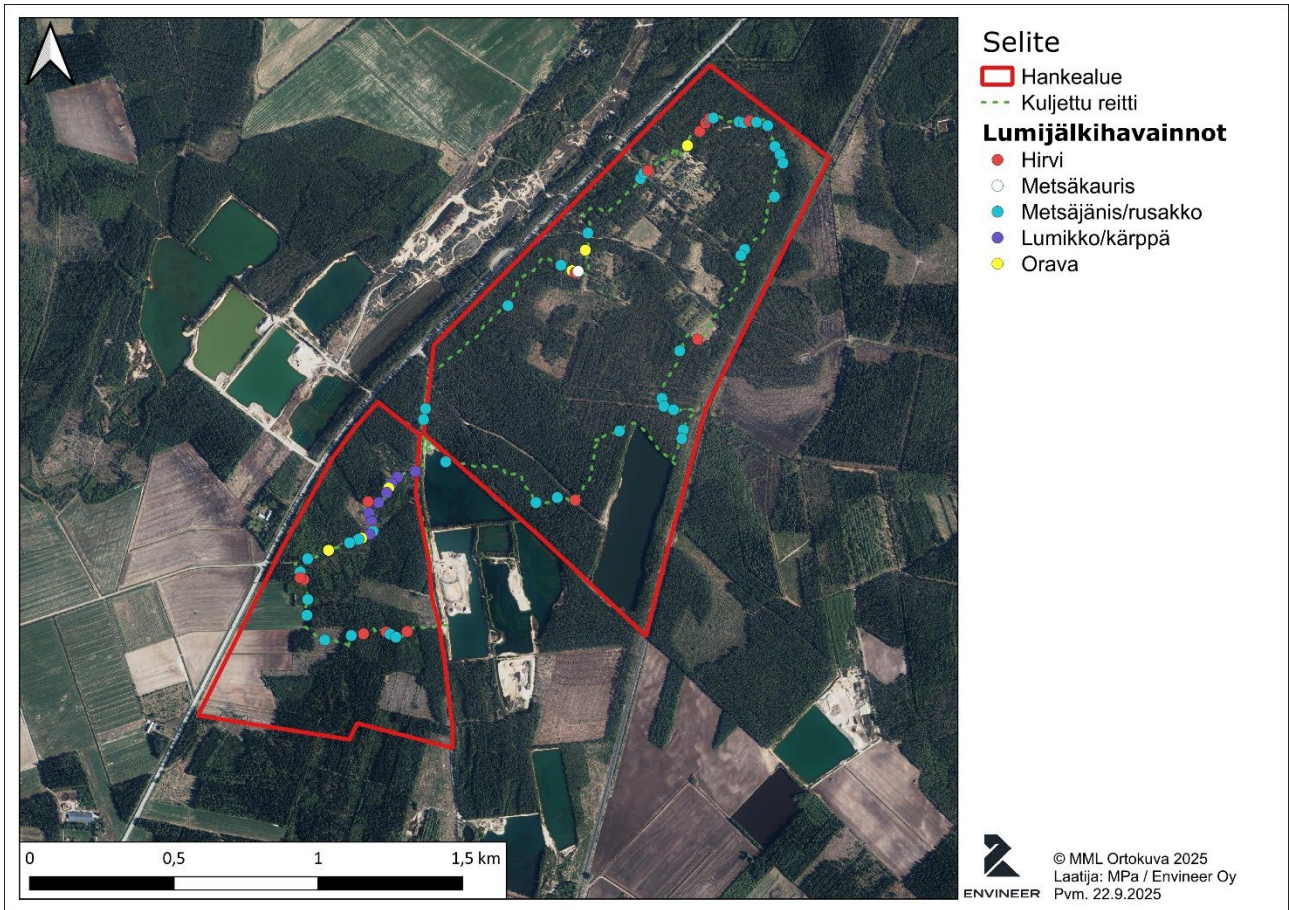 Selite
Hankealue
Kuljettu reitti
Lumijälkihavainnot
Hirvi
Metsäkauris
Metsäjänis/rusakko
Lumikko/kärppä
Orava
0 0,5 1 1,5 km
ENVINEER
© MML Ortokuva 2025
Laatija: MPa / Envineer Oy
Pvm. 22.9.2025